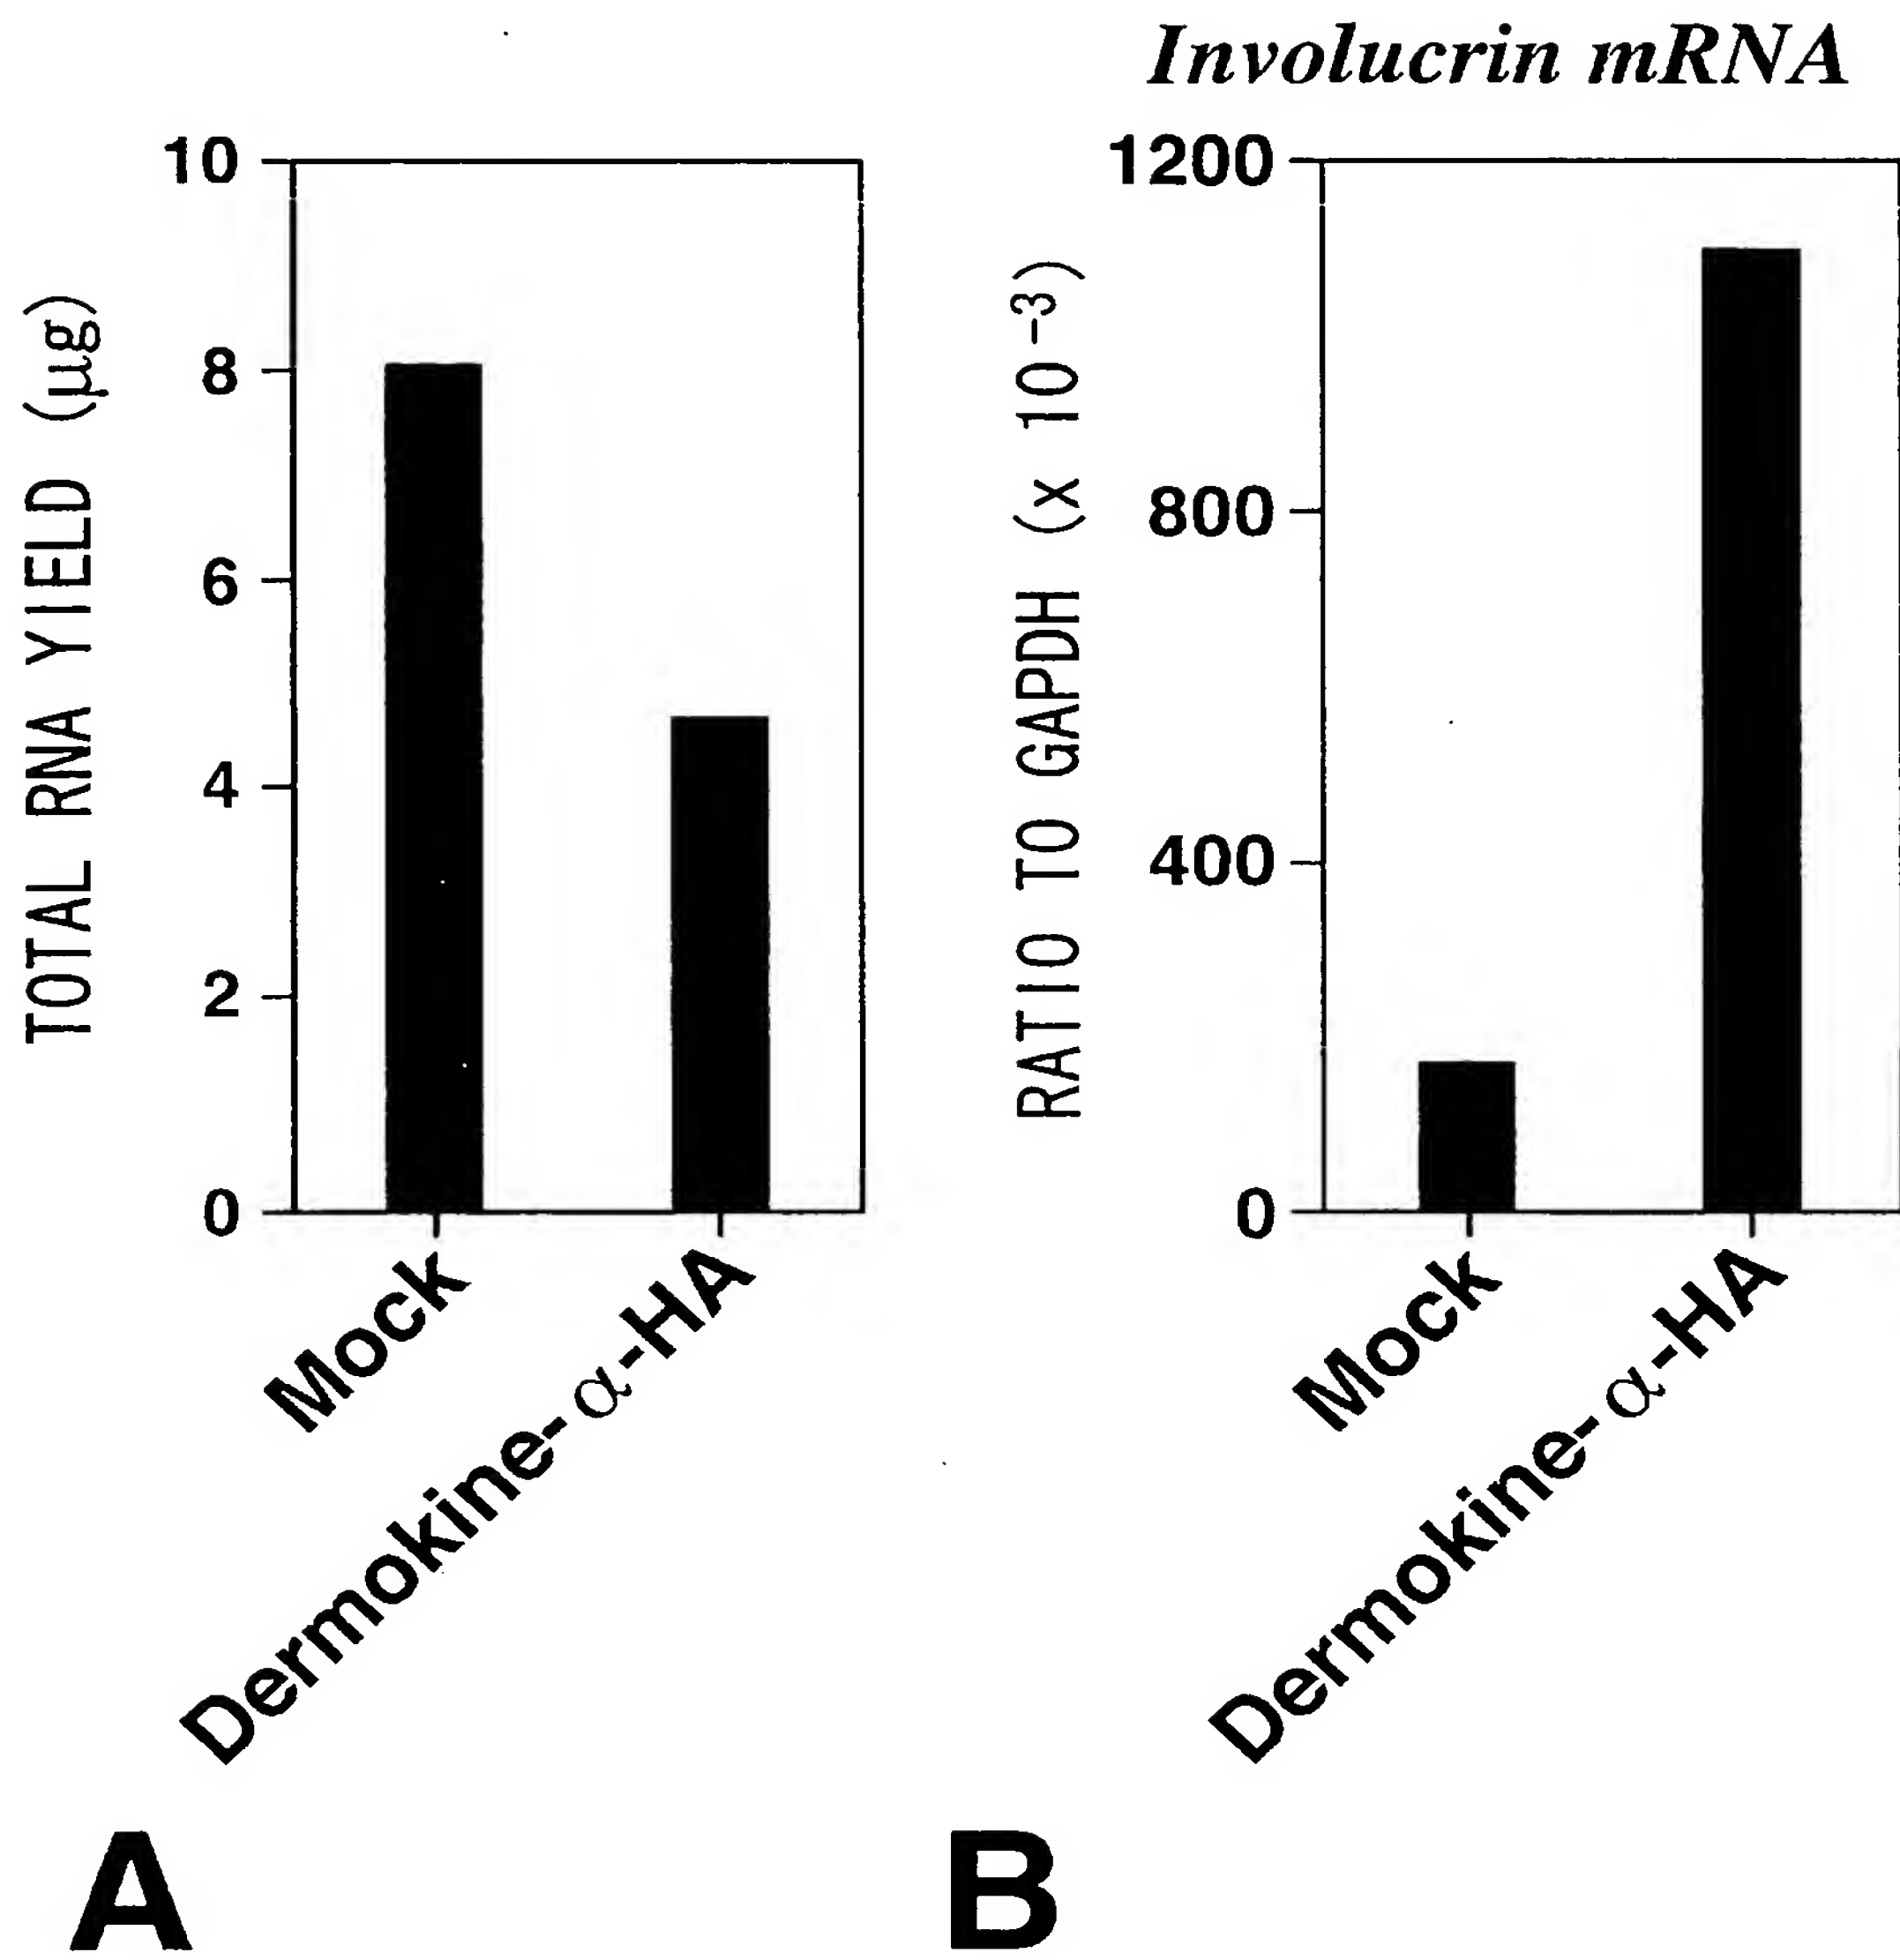 TOTAL RNA YIELD (μg)
10
8
6
4
2
0
Mock
Dermokine-α-HA
A
Involucrin mRNA
RATIO TO GAPDH (x 10⁻³)
1200
800
400
0
Mock
Dermokine-α-HA
B